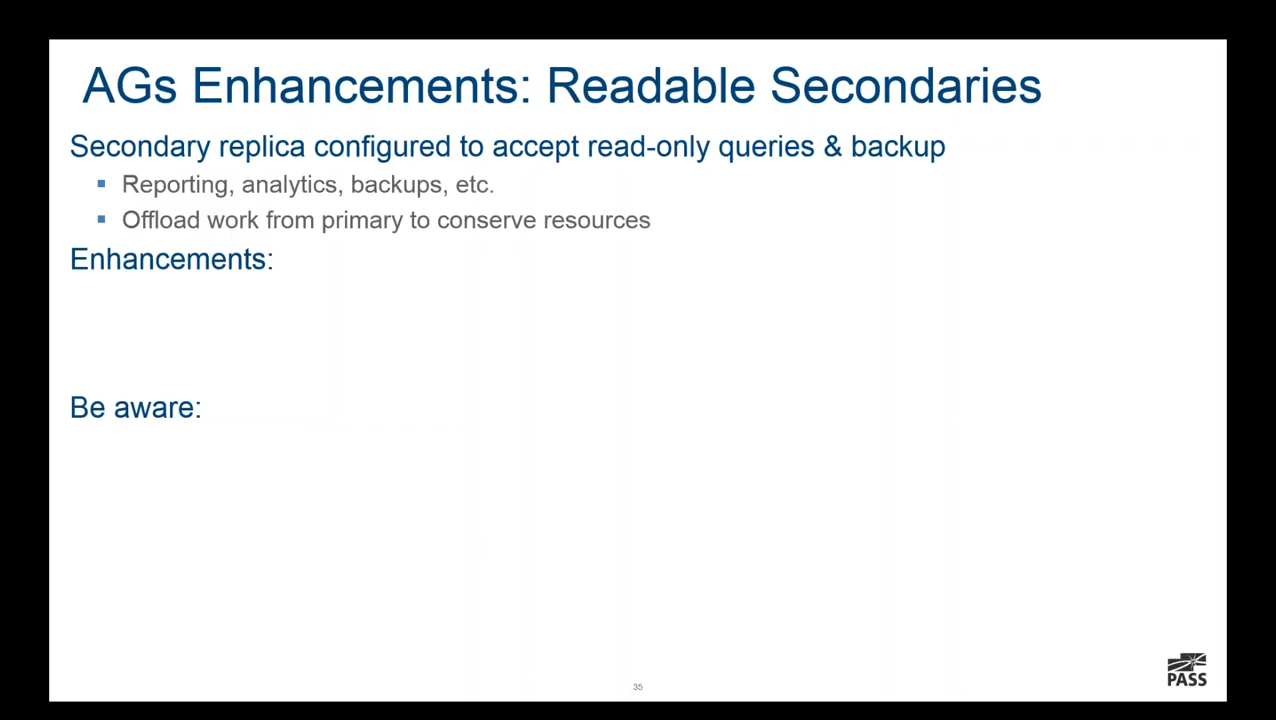 AGs Enhancements: Readable Secondaries
Secondary replica configured to accept read-only queries & backup
▪ Reporting, analytics, backups, etc.
▪ Offload work from primary to conserve resources
Enhancements:
Be aware:
35
PASS